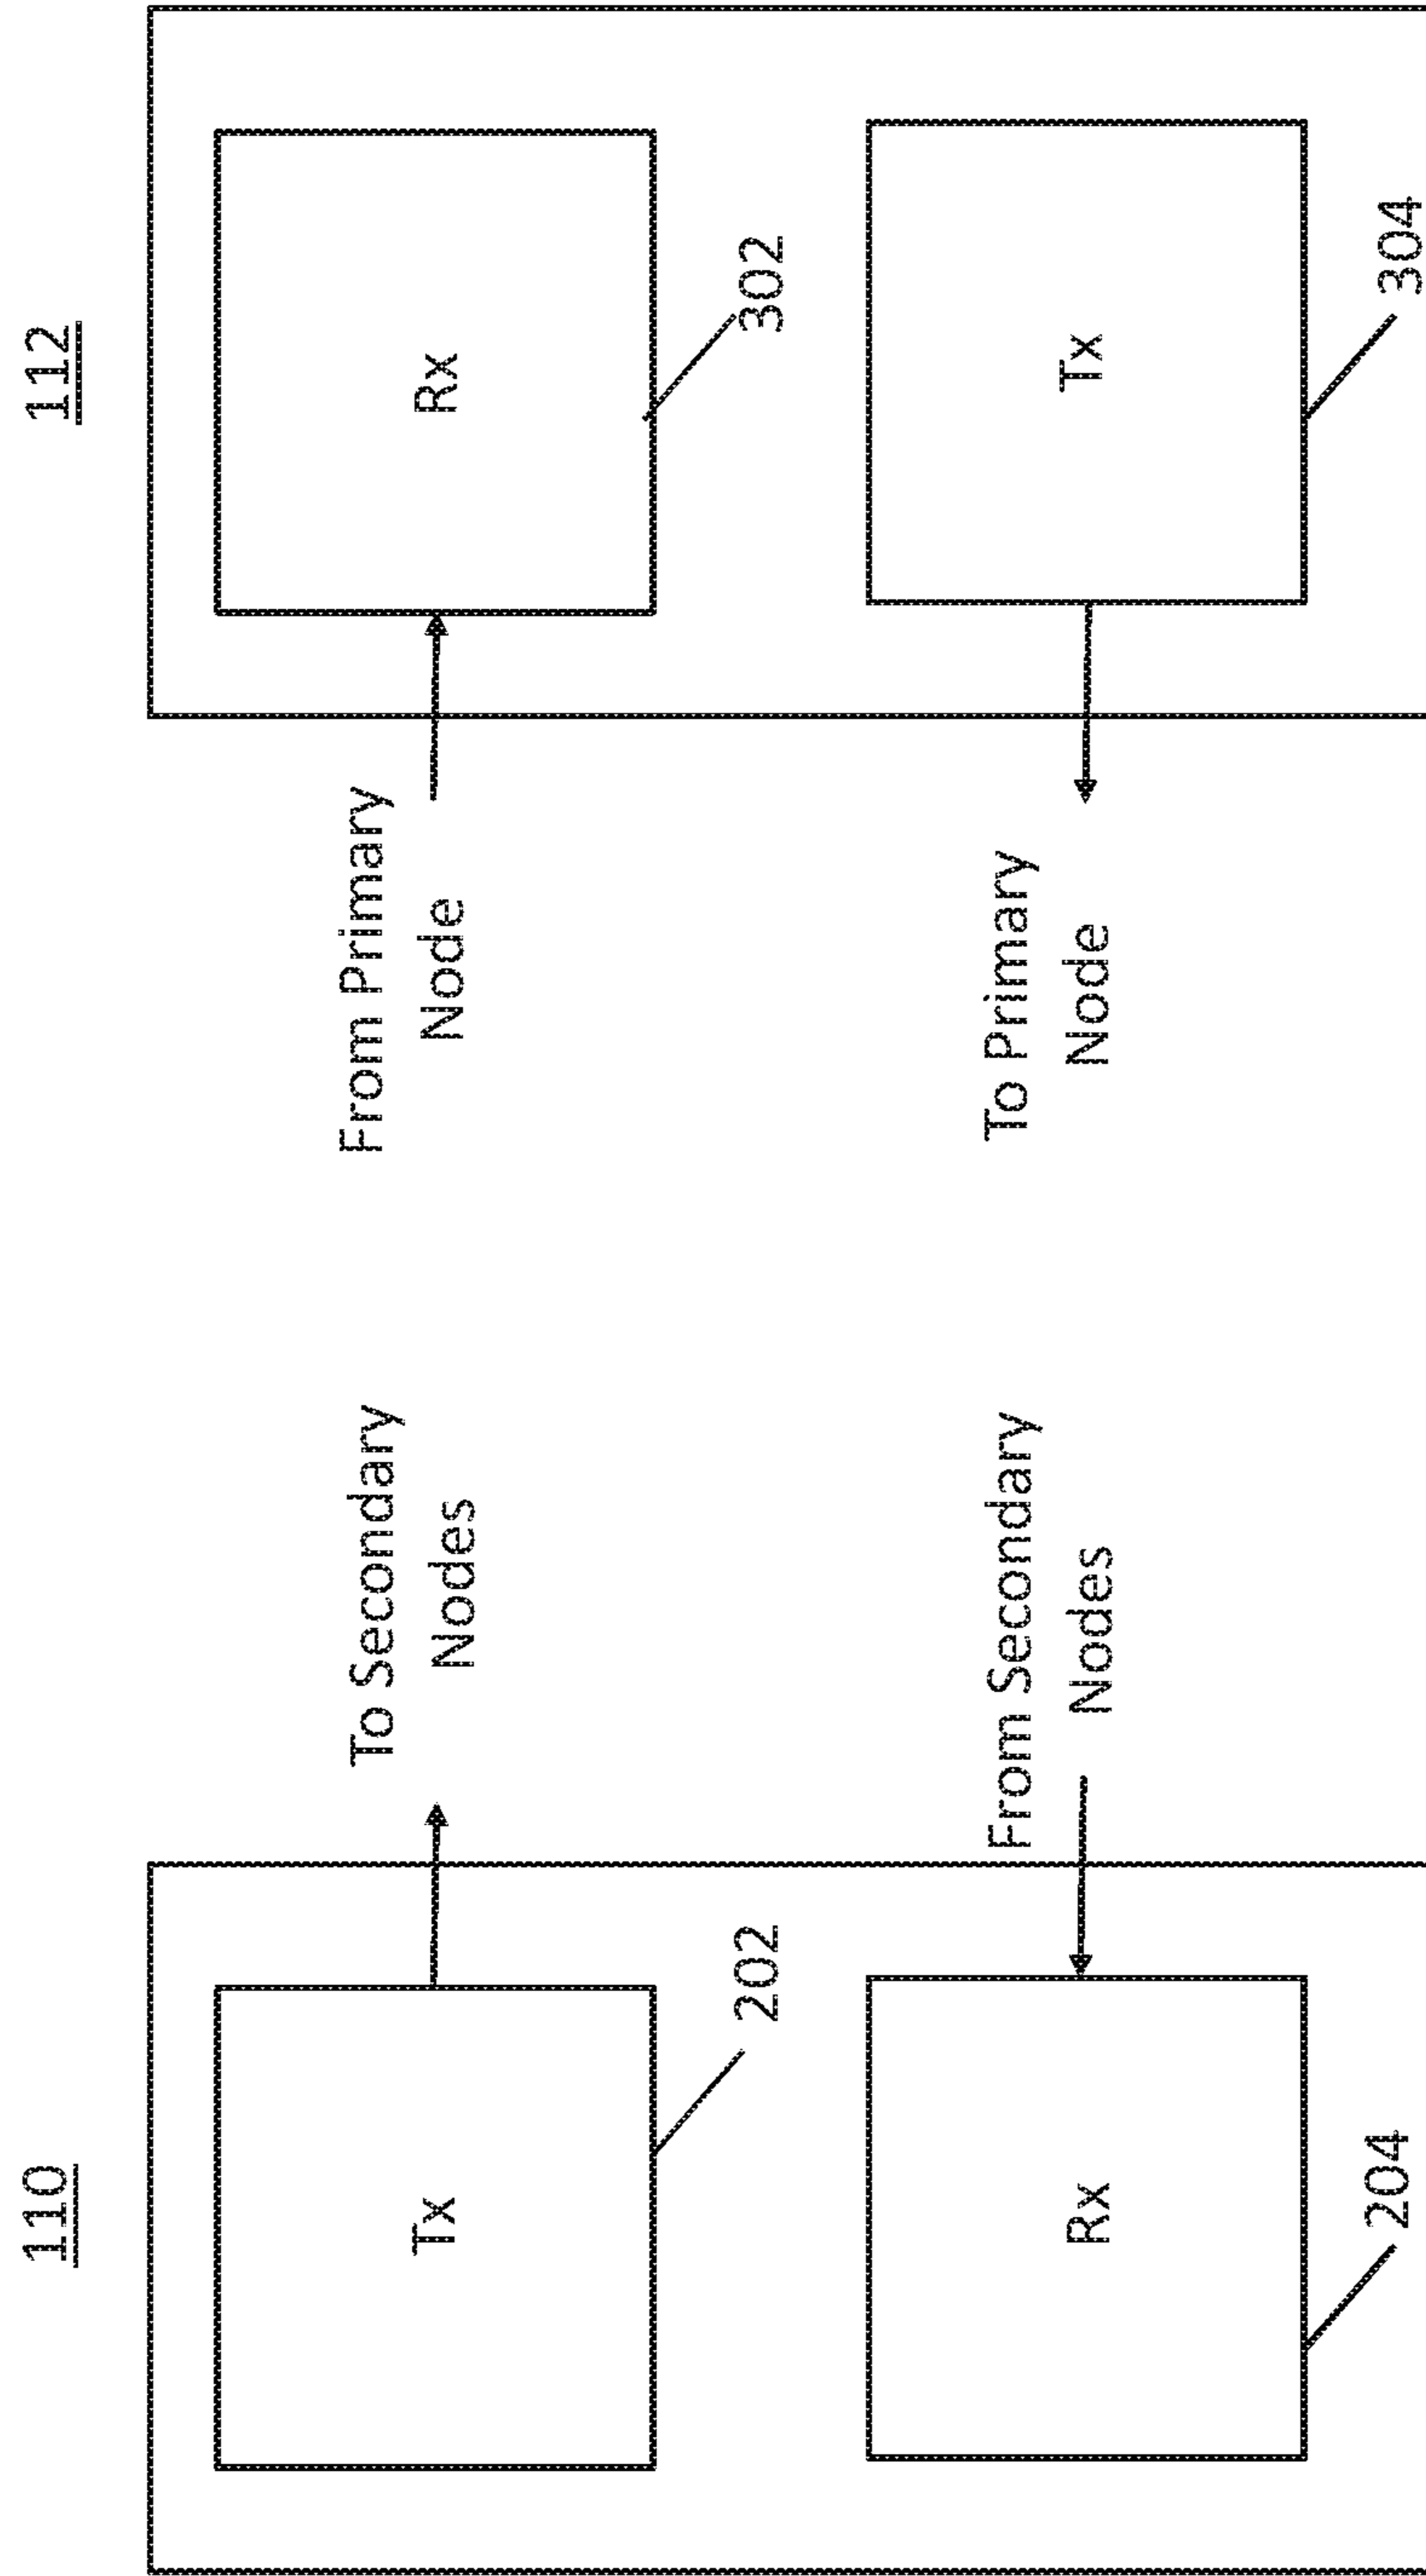 110
Tx
202
To Secondary
Nodes
Rx
204
From Secondary
Nodes
112
From Primary
Node
Rx
302
To Primary
Node
Tx
304